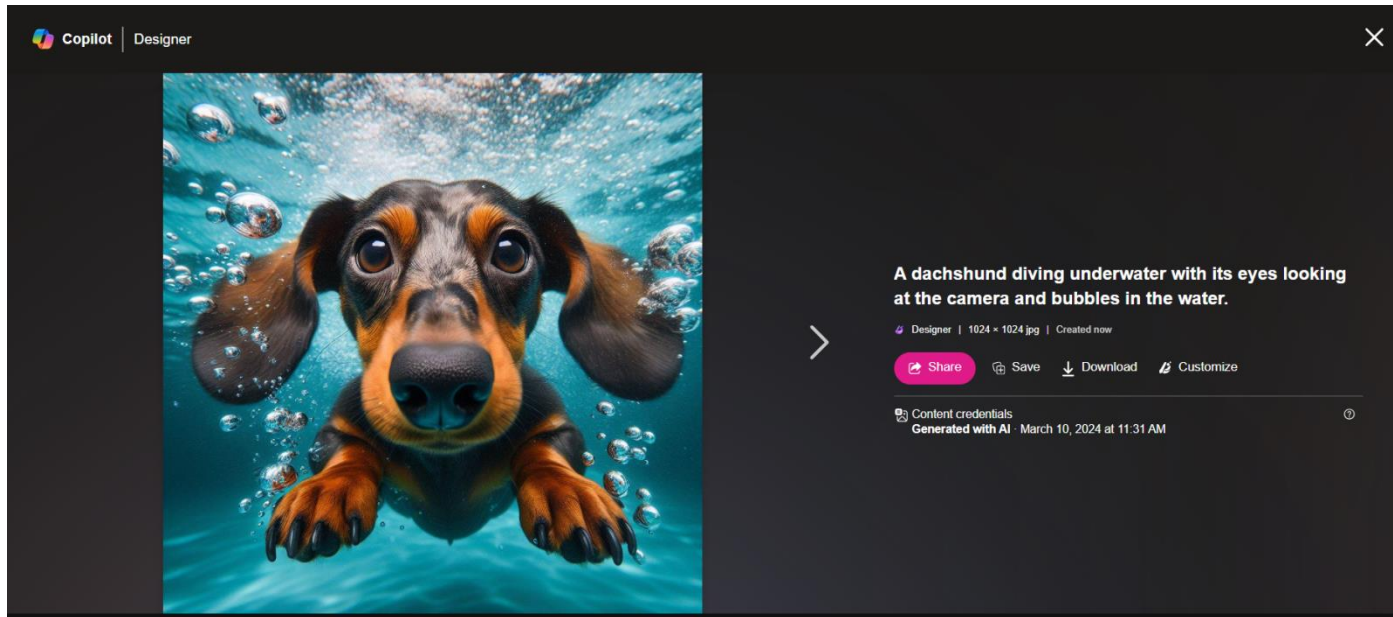 Copilot | Designer
A dachshund diving underwater with its eyes looking
at the camera and bubbles in the water.
Designer | 1024 × 1024 jpg | Created now
Share Save Download Customize
Content credentials
Generated with AI · March 10, 2024 at 11:31 AM